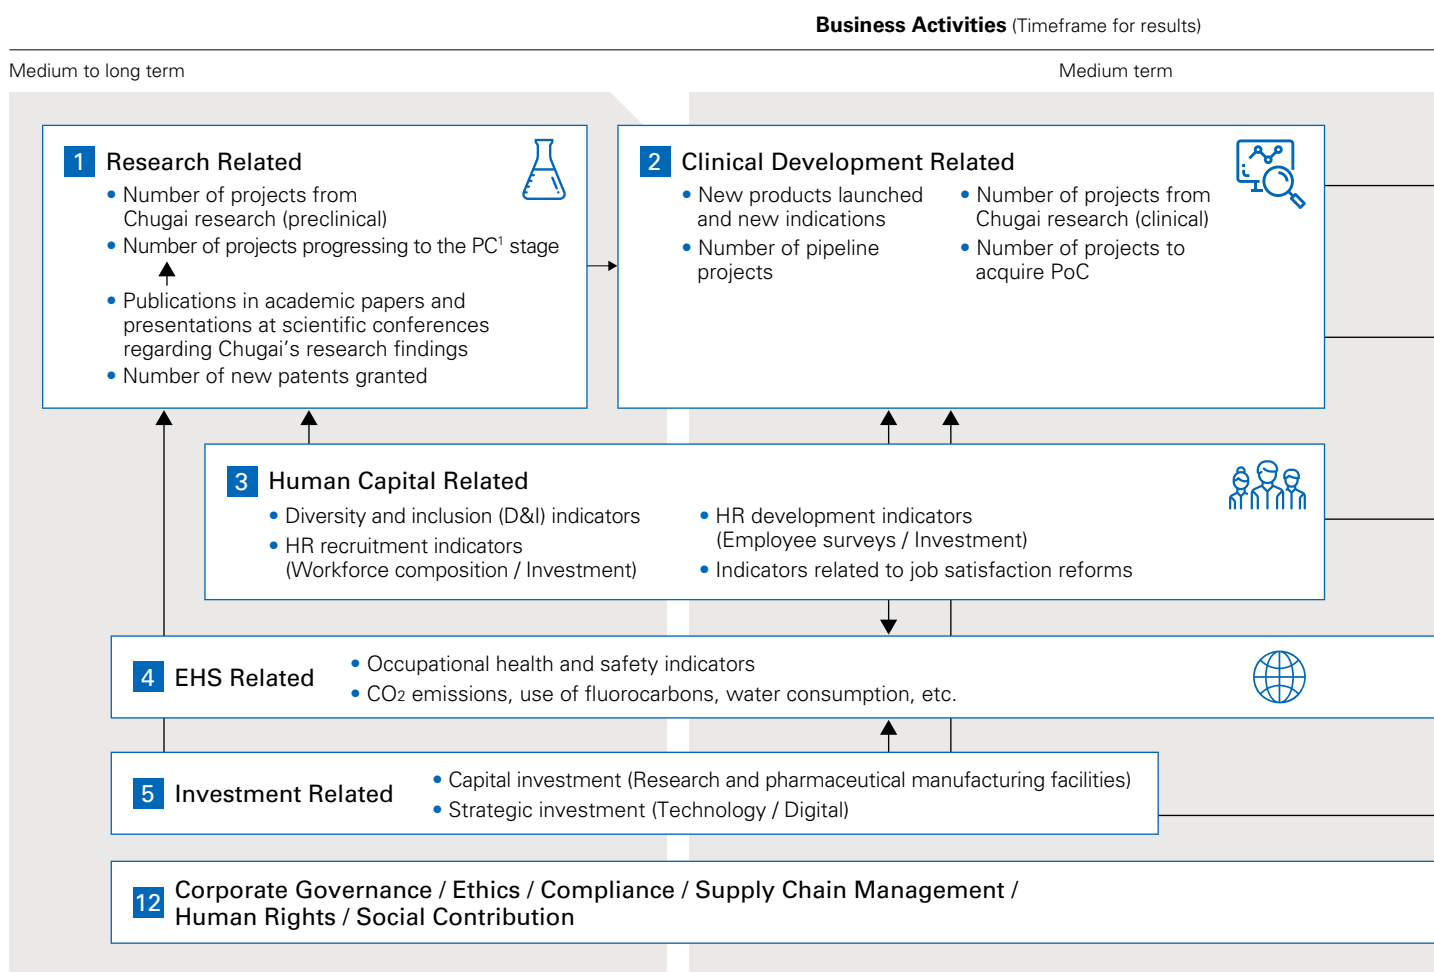 Business Activities (Timeframe for results)
Medium to long term
Medium term
1 Research Related
• Number of projects from
Chugai research (preclinical)
• Number of projects progressing to the PC¹ stage
• Publications in academic papers and
presentations at scientific conferences
regarding Chugai’s research findings
• Number of new patents granted
2 Clinical Development Related
• New products launched
and new indications
• Number of pipeline
projects
• Number of projects from
Chugai research (clinical)
• Number of projects to
acquire PoC
3 Human Capital Related
• Diversity and inclusion (D&I) indicators
• HR recruitment indicators
(Workforce composition / Investment)
• HR development indicators
(Employee surveys / Investment)
• Indicators related to job satisfaction reforms
4 EHS Related
• Occupational health and safety indicators
• CO₂ emissions, use of fluorocarbons, water consumption, etc.
5 Investment Related
• Capital investment (Research and pharmaceutical manufacturing facilities)
• Strategic investment (Technology / Digital)
12 Corporate Governance / Ethics / Compliance / Supply Chain Management /
Human Rights / Social Contribution